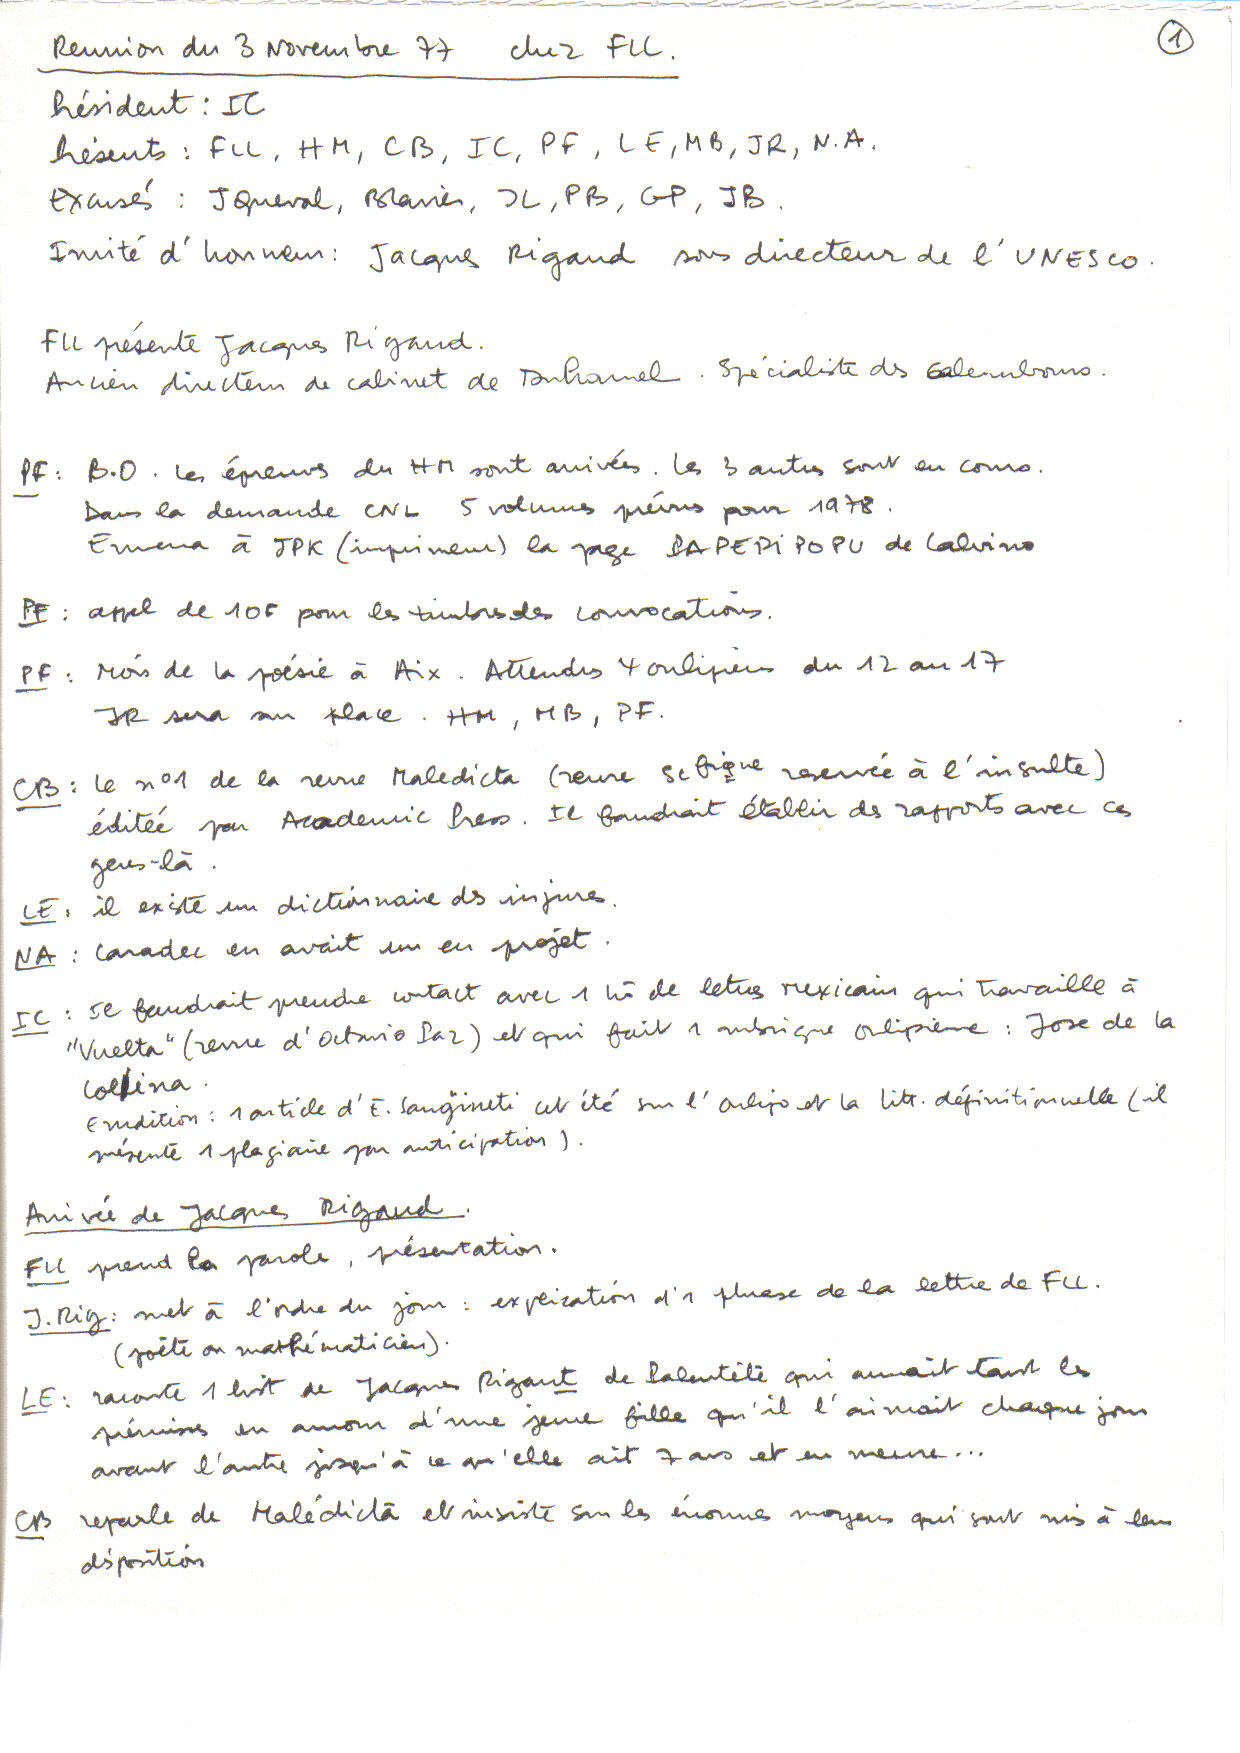 1
Reunion du 3 Novembre 77 chez FLL.
Président : IC
Présents : FLL, HM, CB, IC, PF, LE, MB, JR, N.A.
Excusés : JQueval, Blavier, JL, PB, GP, JB.
Invité d'honneur : Jacques Rigaud sous directeur de l'UNESCO.
FLL présente Jacques Rigaud.
Ancien directeur de cabinet de Duhamel. Spécialiste des Calembours.
PF : B.O. Les épreuves du HM sont arrivées. Les 3 autres sont en cours.
Dans la demande CNL 5 volumes prévus pour 1978.
Emmena à JPK (imprimeur) la page PAPEPIPOPU de Calvino
PF : appel de 10F pour les timbres des convocations.
PF : Mois de la poésie à Aix. Attendus 4 oulipiens du 12 au 17
JR sera sur place. HM, MB, PF.
CB : Le n°1 de la revue Maledicta (revue scfique reservée à l'insulte)
éditée par Academic Press. Il faudrait établir des rapports avec ces
gens-là.
LE : il existe un dictionnaire des injures.
NA : Caradec en avait un en projet.
IC : Il faudrait prendre contact avec 1 hô de lettres mexicain qui travaille à
"Vuelta" (revue d'Octavio Paz) et qui fait 1 rubrique oulipienne : Jose de la
Collina.
Erudition : 1 article d'E. Sanguineti cet été sur l'oulipo et la litt. définitionnelle (il
présente 1 plagiaire par anticipation).
Arrivée de Jacques Rigaud.
FLL prend la parole, présentation.
J.Rig : met à l'ordre du jour : explication d'1 phrase de la lettre de FLL.
(poète ou mathématicien).
LE : raconte 1 hist de Jacques Rigaut de qui aimait tant les
prémisses en amour d'une jeune fille qu'il l'aimait chaque jour
avant l'autre jusqu'à ce qu'elle ait 7 ans et en meure...
CB reparle de Malédicta et insiste sur les énormes moyens qui sont mis à leur
disposition